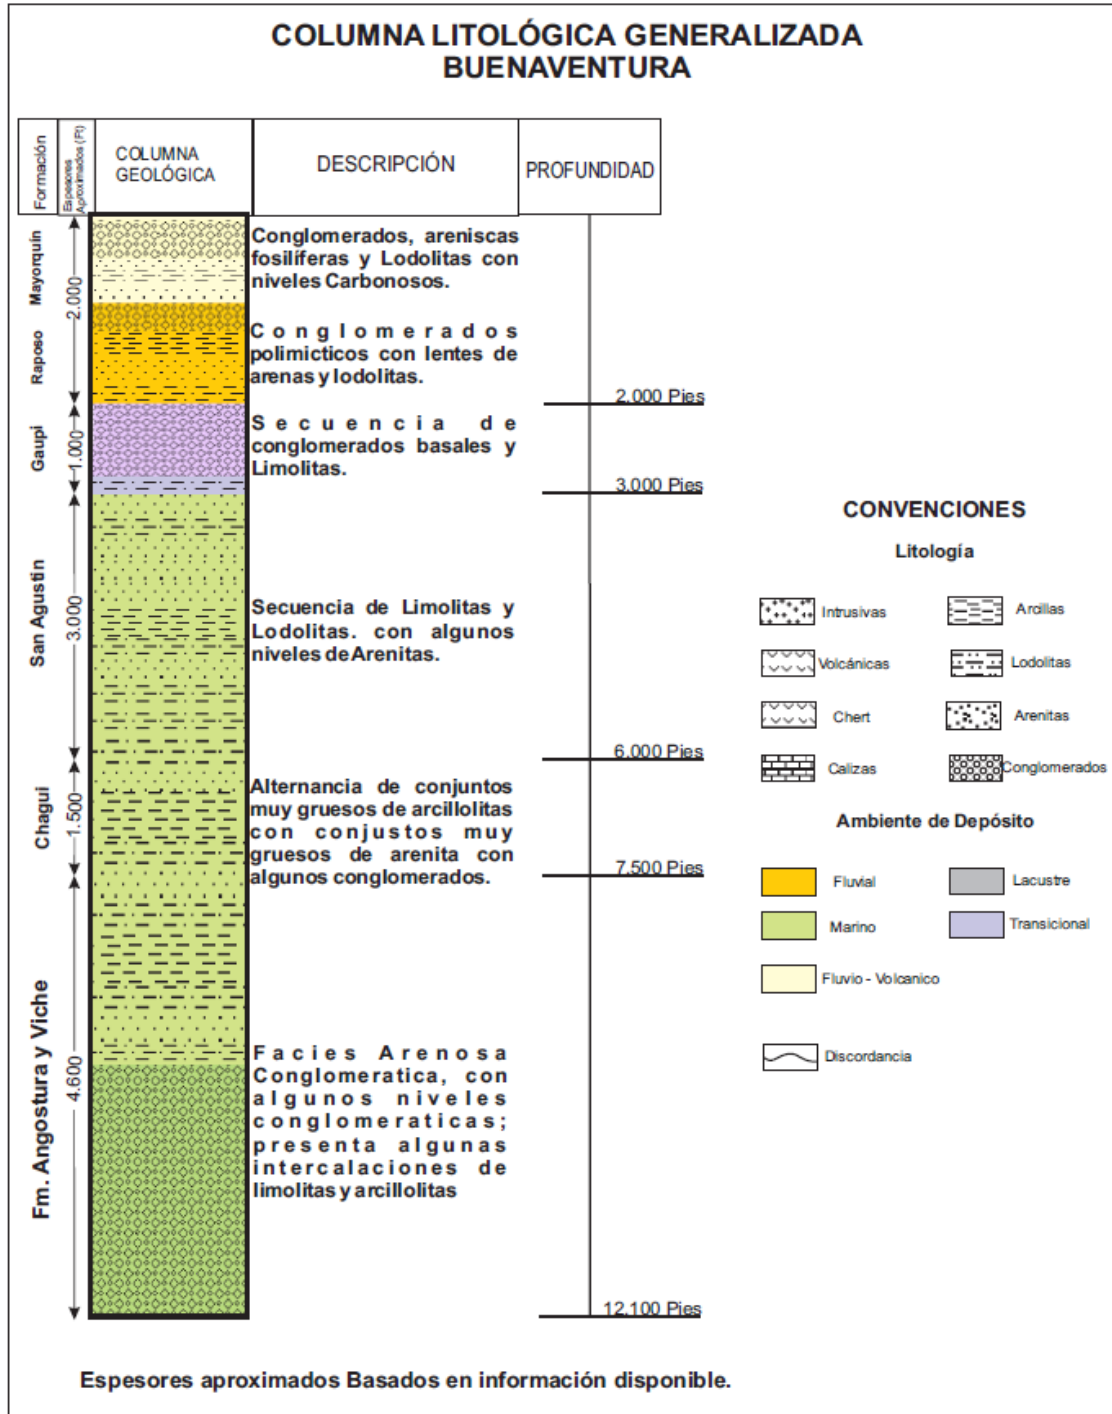 COLUMNA LITOLÓGICA GENERALIZADA
BUENAVENTURA
Formación
Espesores
Aproximados (Ft)
COLUMNA
GEOLÓGICA
DESCRIPCIÓN
PROFUNDIDAD
Mayorquín
Raposo
2.000
Conglomerados, areniscas
fosilíferas y Lodolitas con
niveles Carbonosos.
Conglomerados
polimicticos con lentes de
arenas y lodolitas.
2.000 Pies
Gaupi
1.000
Secuencia de
conglomerados basales y
Limolitas.
3.000 Pies
San Agustin
3.000
Secuencia de Limolitas y
Lodolitas. con algunos
niveles de Arenitas.
6.000 Pies
Chagui
1.500
Alternancia de conjuntos
muy gruesos de arcillolitas
con conjustos muy
gruesos de arenita con
algunos conglomerados.
7.500 Pies
Fm. Angostura y Viche
4.600
Facies Arenosa
Conglomeratica, con
algunos niveles
conglomeraticas;
presenta algunas
intercalaciones de
limolitas y arcillolitas
12.100 Pies
CONVENCIONES
Litología
Intrusivas
Arcillas
Volcánicas
Lodolitas
Chert
Arenitas
Calizas
Conglomerados
Ambiente de Depósito
Fluvial
Lacustre
Marino
Transicional
Fluvio - Volcanico
Discordancia
Espesores aproximados Basados en información disponible.